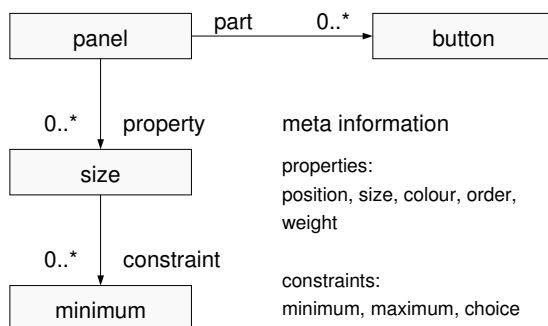 panel
part
0..*
button
0..*
property
meta information
size
properties:
position, size, colour, order,
weight
0..*
constraint
constraints:
minimum
minimum, maximum, choice